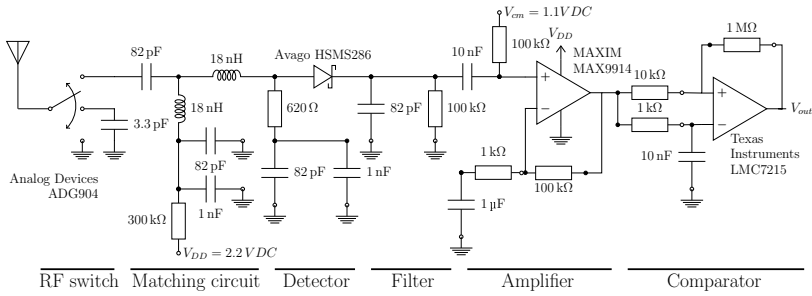 V_cm = 1.1V DC
82 pF
18 nH
Avago HSMS286
10 nF
100 kΩ
V_DD
MAXIM
MAX9914
1 MΩ
18 nH
620 Ω
82 pF
100 kΩ
10 kΩ
1 kΩ
V_out
3.3 pF
82 pF
1 nF
82 pF
1 nF
1 kΩ
100 kΩ
10 nF
Texas
Instruments
LMC7215
Analog Devices
ADG904
300 kΩ
1 µF
V_DD = 2.2 V DC
+
−
+
−
RF switch
Matching circuit
Detector
Filter
Amplifier
Comparator